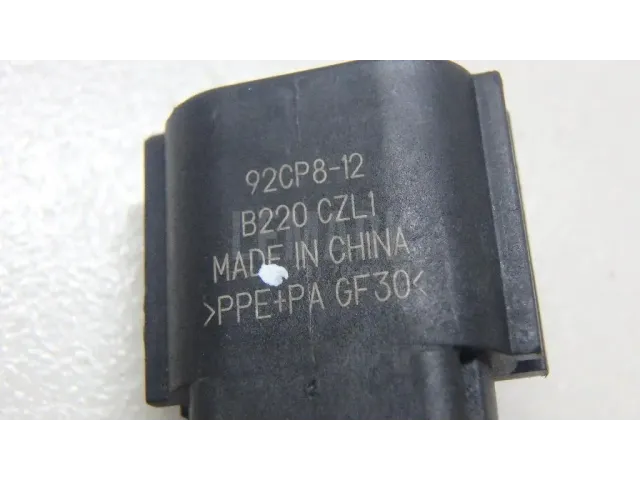 92CP8-12
B220 CZL1
MADE IN CHINA
>PPE+PA GF30<